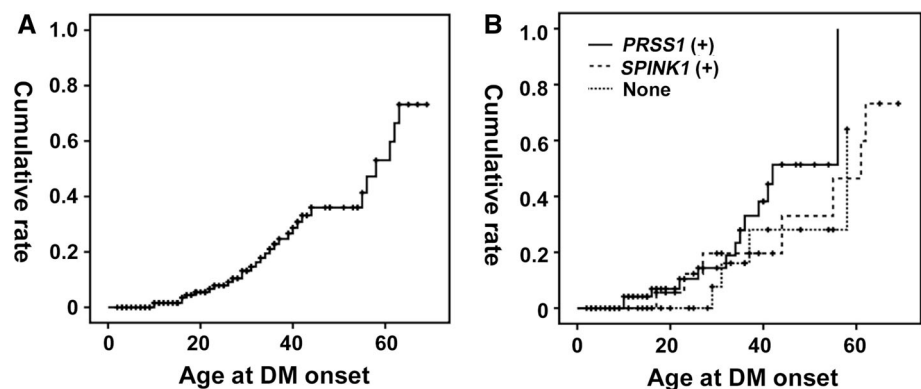 A
1.0
0.8
0.6
0.4
0.2
0
Cumulative rate
0 20 40 60
Age at DM onset
B
PRSS1 (+)
SPINK1 (+)
None
1.0
0.8
0.6
0.4
0.2
0
Cumulative rate
0 20 40 60
Age at DM onset